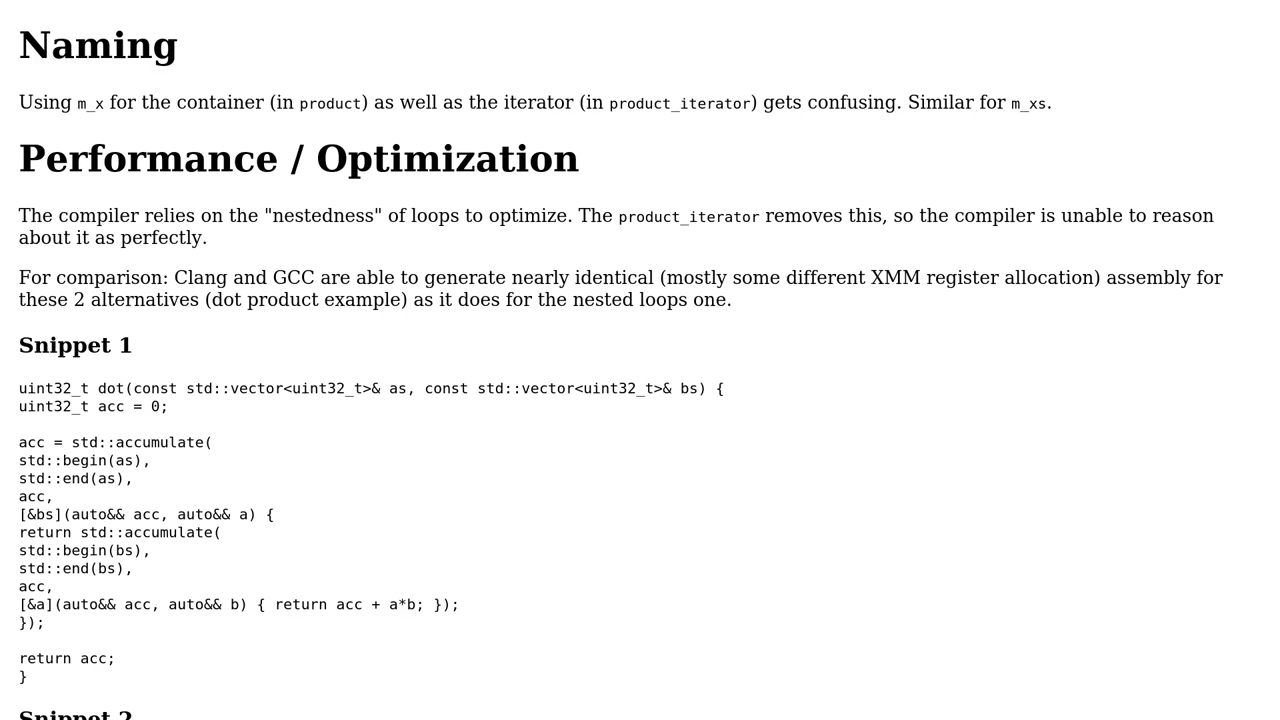 Naming
Using m_x for the container (in product) as well as the iterator (in product_iterator) gets confusing. Similar for m_xs.
Performance / Optimization
The compiler relies on the "nestedness" of loops to optimize. The product_iterator removes this, so the compiler is unable to reason
about it as perfectly.
For comparison: Clang and GCC are able to generate nearly identical (mostly some different XMM register allocation) assembly for
these 2 alternatives (dot product example) as it does for the nested loops one.
Snippet 1
uint32_t dot(const std::vector<uint32_t>& as, const std::vector<uint32_t>& bs) {
uint32_t acc = 0;
acc = std::accumulate(
std::begin(as),
std::end(as),
acc,
[&bs](auto&& acc, auto&& a) {
return std::accumulate(
std::begin(bs),
std::end(bs),
acc,
[&a](auto&& acc, auto&& b) { return acc + a*b; });
});
return acc;
}
Snippet 2